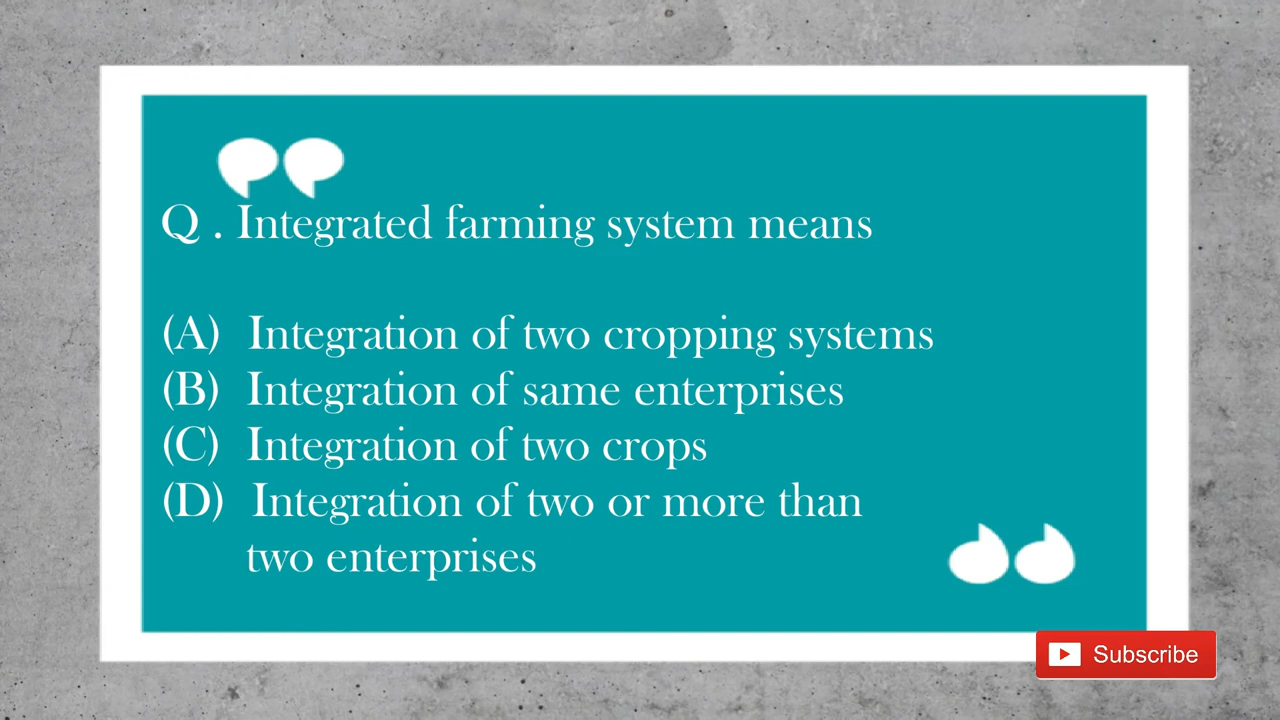 Q . Integrated farming system means
(A) Integration of two cropping systems
(B) Integration of same enterprises
(C) Integration of two crops
(D) Integration of two or more than
two enterprises
Subscribe